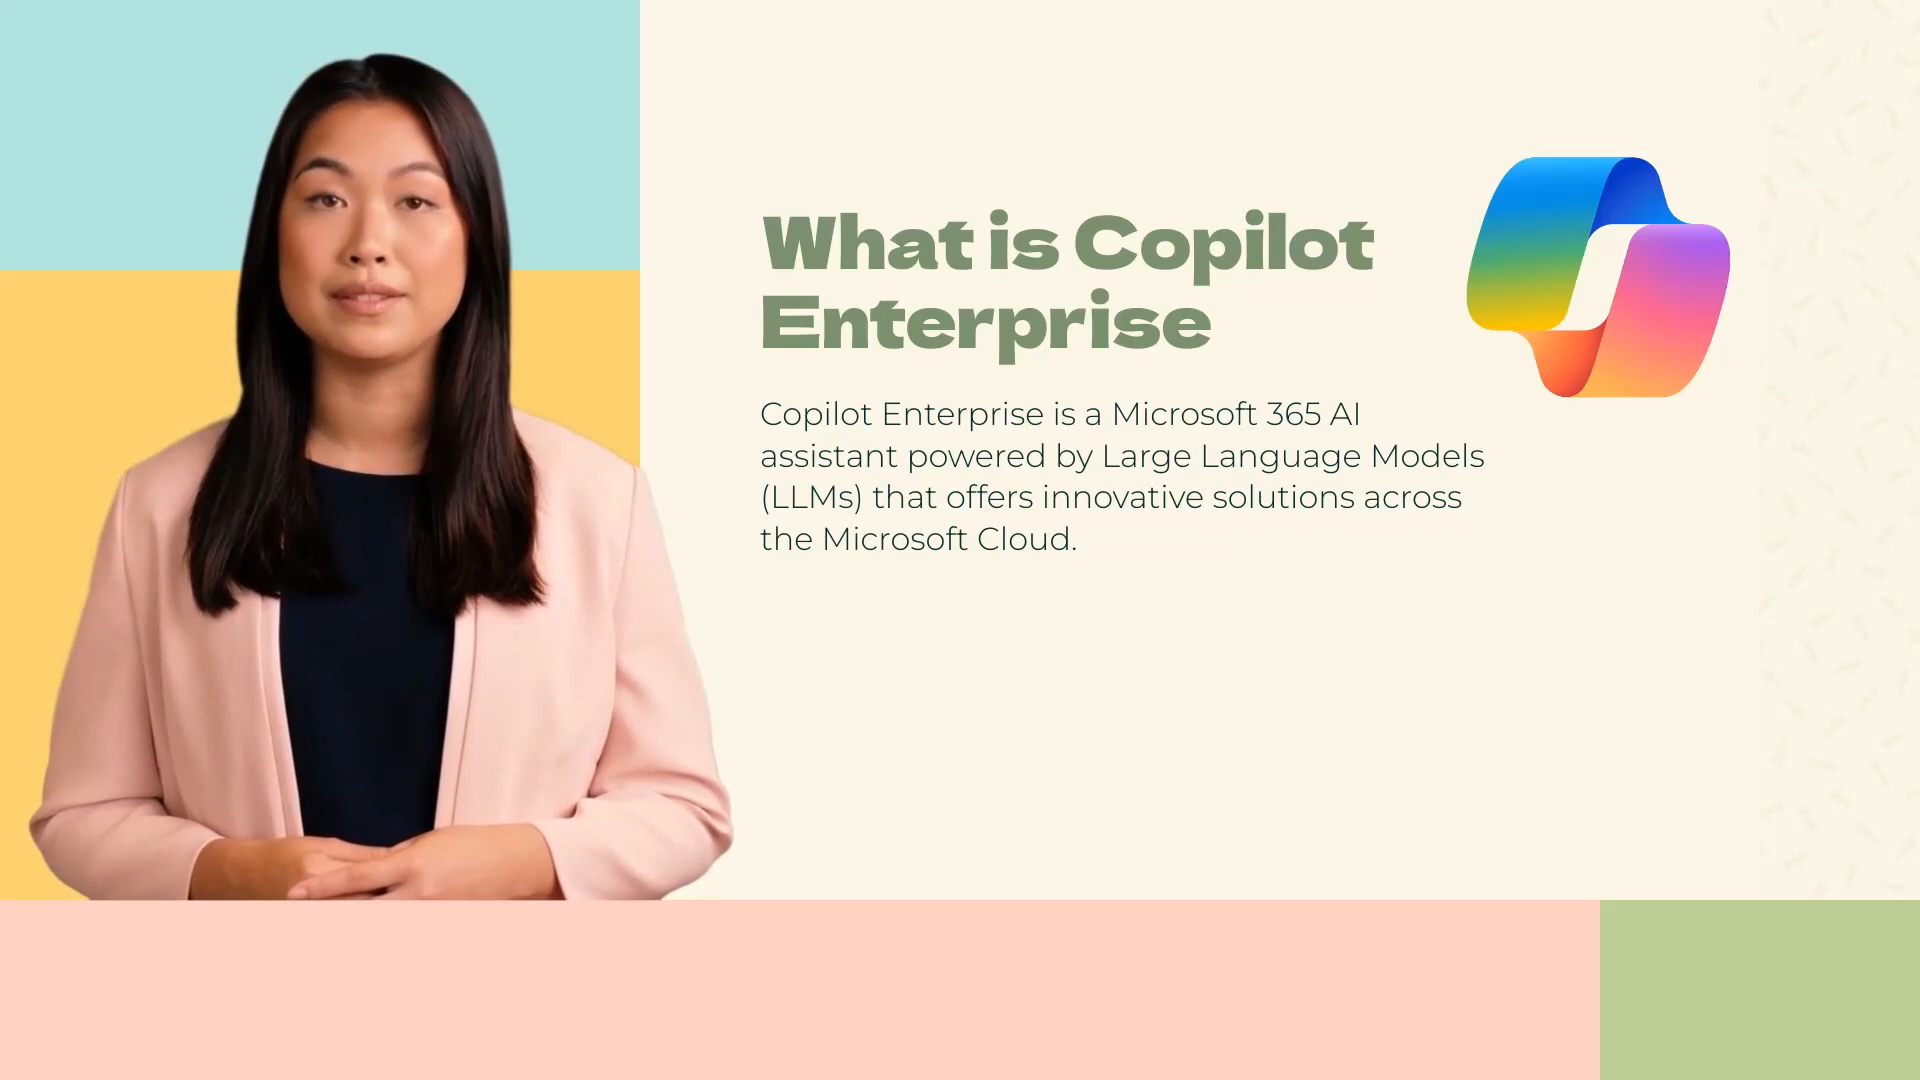 What is Copilot
Enterprise
Copilot Enterprise is a Microsoft 365 AI
assistant powered by Large Language Models
(LLMs) that offers innovative solutions across
the Microsoft Cloud.